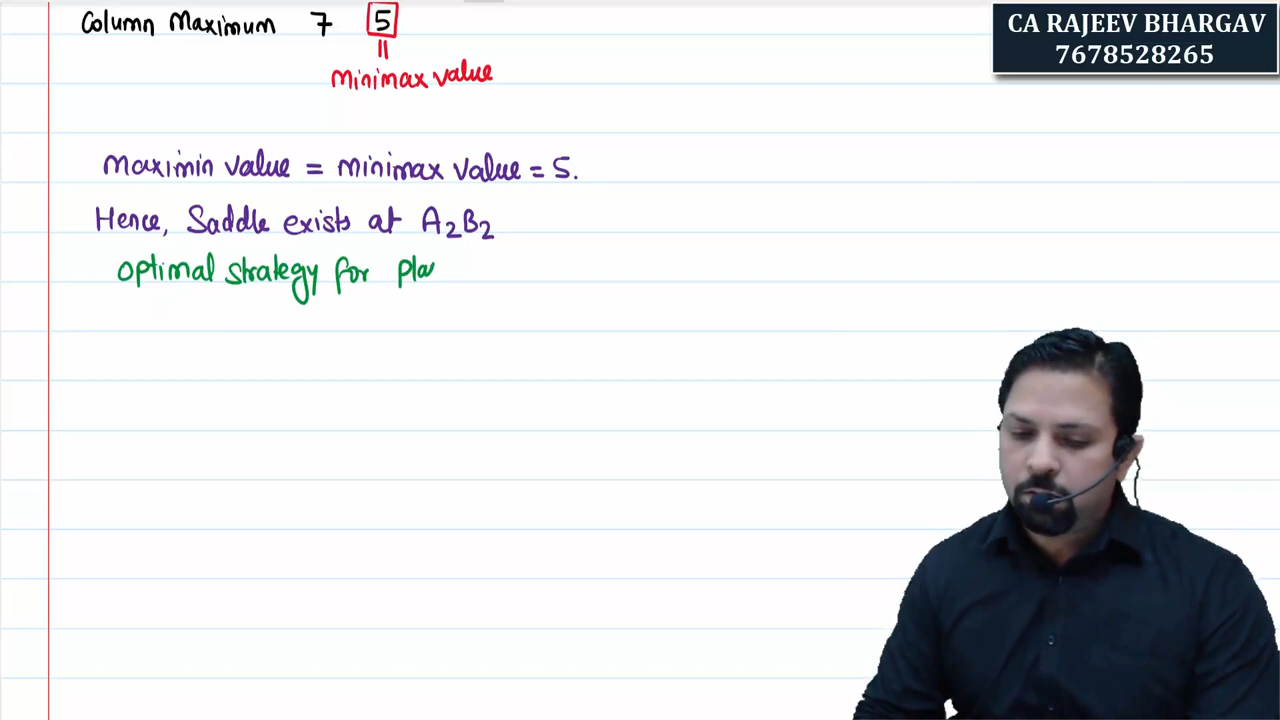 Column Maximum 7 5
CA RAJEEV BHARGAV
7678528265
Minimax value
Maximin value = Minimax value = 5.
Hence, Saddle exists at A₂B₂
Optimal strategy for pla